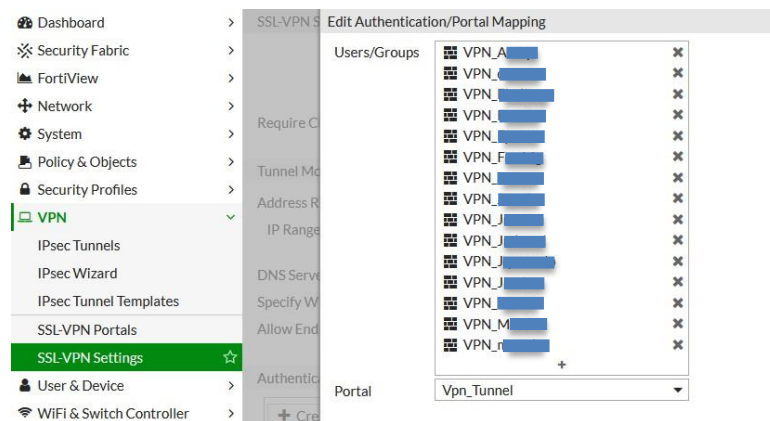 Dashboard
Security Fabric
FortiView
Network
System
Policy & Objects
Security Profiles
VPN
IPsec Tunnels
IPsec Wizard
IPsec Tunnel Templates
SSL-VPN Portals
SSL-VPN Settings
User & Device
WiFi & Switch Controller
SSL-VPN S
Require C
Tunnel Mo
Address R
IP Range
DNS Serve
Specify W
Allow End
Authentica
+ Cre
Edit Authentication/Portal Mapping
Users/Groups
VPN_A
VPN_
VPN_
VPN_
VPN_
VPN_F
VPN_
VPN_
VPN_J
VPN_J
VPN_J
VPN_J
VPN_
VPN_M
VPN_
+
Portal
Vpn_Tunnel